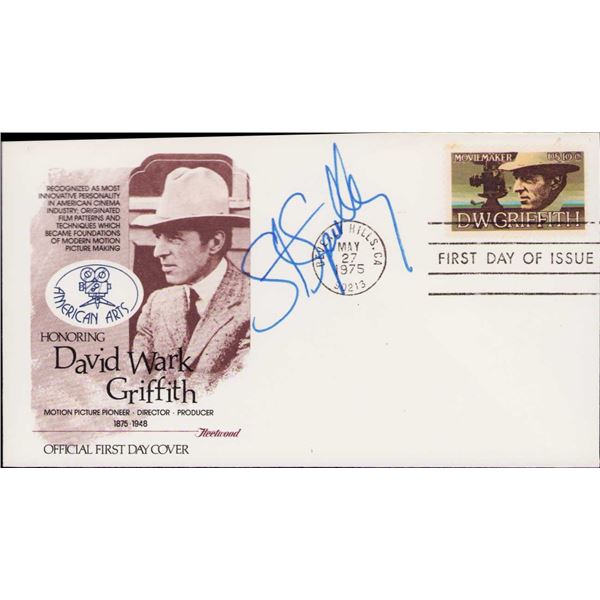 RECOGNIZED AS MOST
INNOVATIVE PERSONALITY
IN AMERICAN CINEMA
INDUSTRY; ORIGINATED
FILM PATTERNS AND
TECHNIQUES WHICH
BECAME FOUNDATIONS
OF MODERN MOTION
PICTURE MAKING
AMERICAN ARTS
HONORING
David Wark
Griffith
MOTION PICTURE PIONEER · DIRECTOR · PRODUCER
1875 · 1948
Fleetwood
OFFICIAL FIRST DAY COVER
HILLS, CA
MAY
27
1975
90213
MOVIEMAKER US 10c
D.W. GRIFFITH
FIRST DAY OF ISSUE